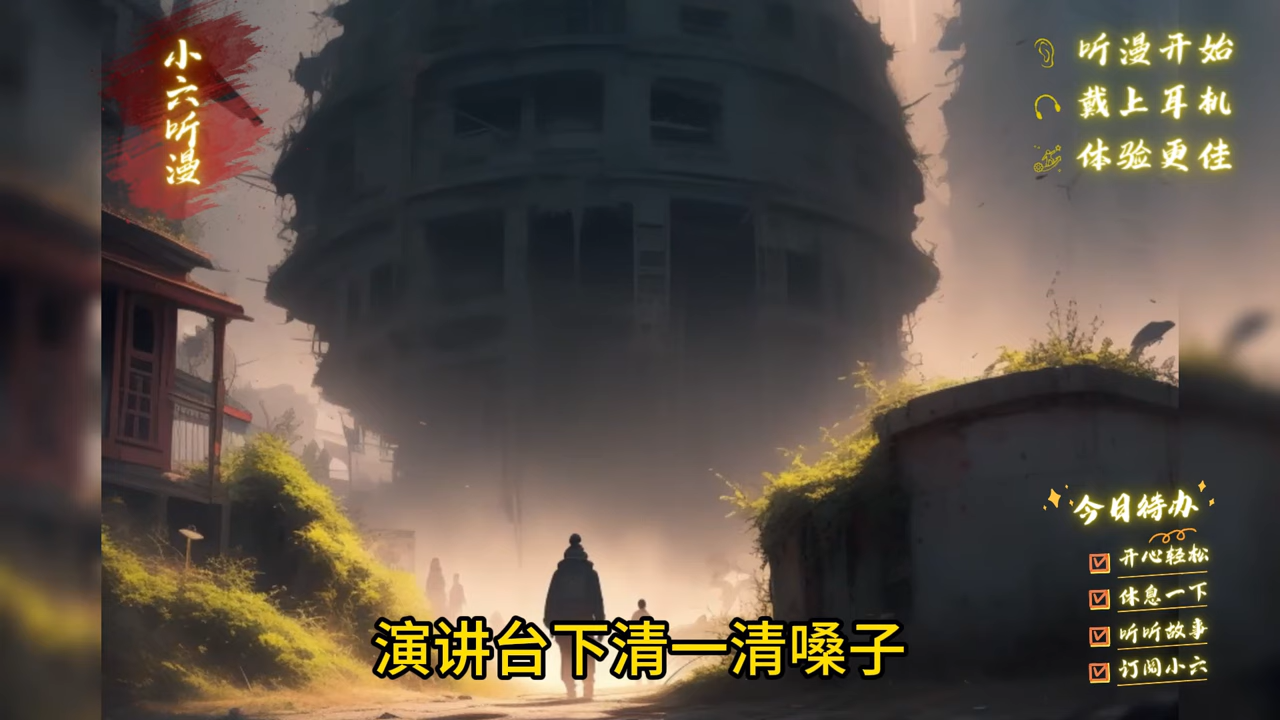 小六听漫
听漫开始
戴上耳机
体验更佳
今日待办
开心轻松
休息一下
听听故事
订阅小六
演讲台下清一清嗓子